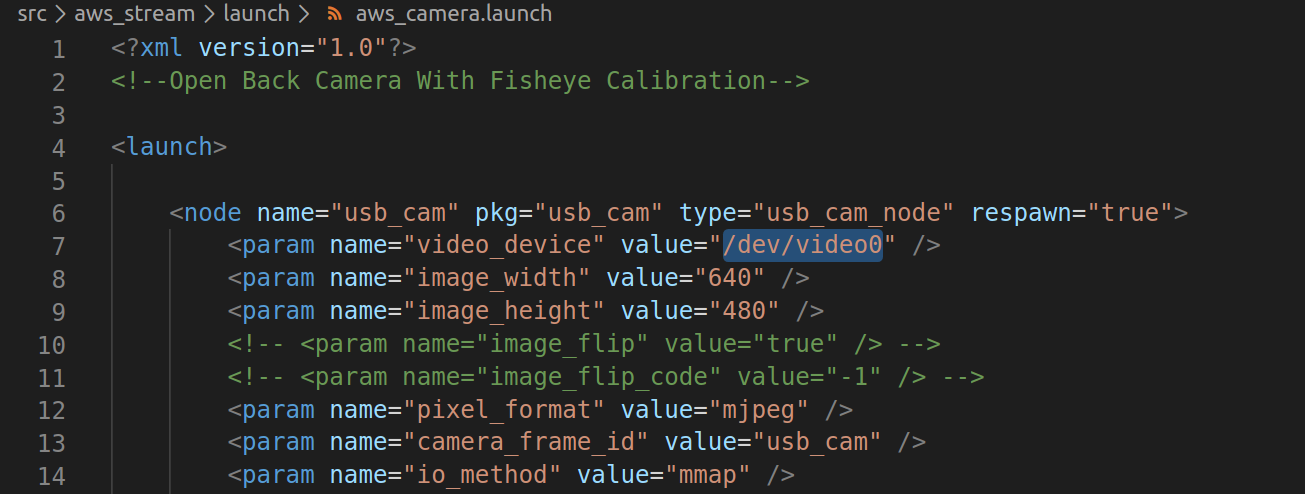 src > aws_stream > launch > aws_camera.launch
1 <?xml version="1.0"?>
2 <!--Open Back Camera With Fisheye Calibration-->
3
4 <launch>
5
6 <node name="usb_cam" pkg="usb_cam" type="usb_cam_node" respawn="true">
7 <param name="video_device" value="/dev/video0" />
8 <param name="image_width" value="640" />
9 <param name="image_height" value="480" />
10 <!-- <param name="image_flip" value="true" /> -->
11 <!-- <param name="image_flip_code" value="-1" /> -->
12 <param name="pixel_format" value="mjpeg" />
13 <param name="camera_frame_id" value="usb_cam" />
14 <param name="io_method" value="mmap" />